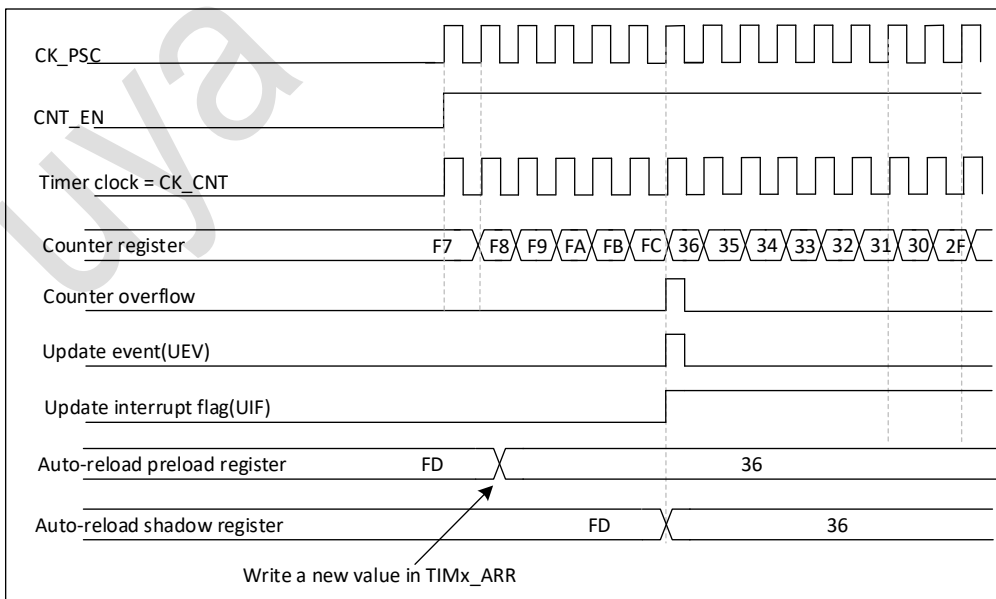 uya
CK_PSC
CNT_EN
Timer clock = CK_CNT
Counter register F7 F8 F9 FA FB FC 36 35 34 33 32 31 30 2F
Counter overflow
Update event(UEV)
Update interrupt flag(UIF)
Auto-reload preload register FD 36
Auto-reload shadow register FD 36
Write a new value in TIMx_ARR